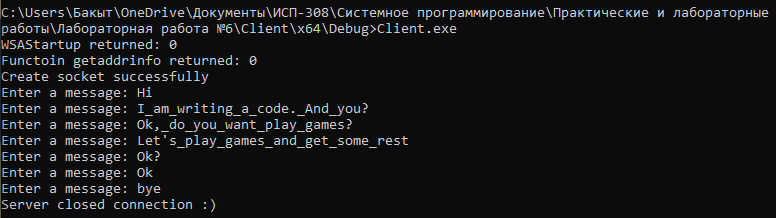 C:\Users\Бакыт\OneDrive\Документы\ИСП-308\Системное программирование\Практические и лабораторные
работы\Лабораторная работа №6\Client\x64\Debug>Client.exe
WSAStartup returned: 0
Functoin getaddrinfo returned: 0
Create socket successfully
Enter a message: Hi
Enter a message: I_am_writing_a_code._And_you?
Enter a message: Ok,_do_you_want_play_games?
Enter a message: Let's_play_games_and_get_some_rest
Enter a message: Ok?
Enter a message: Ok
Enter a message: bye
Server closed connection :)